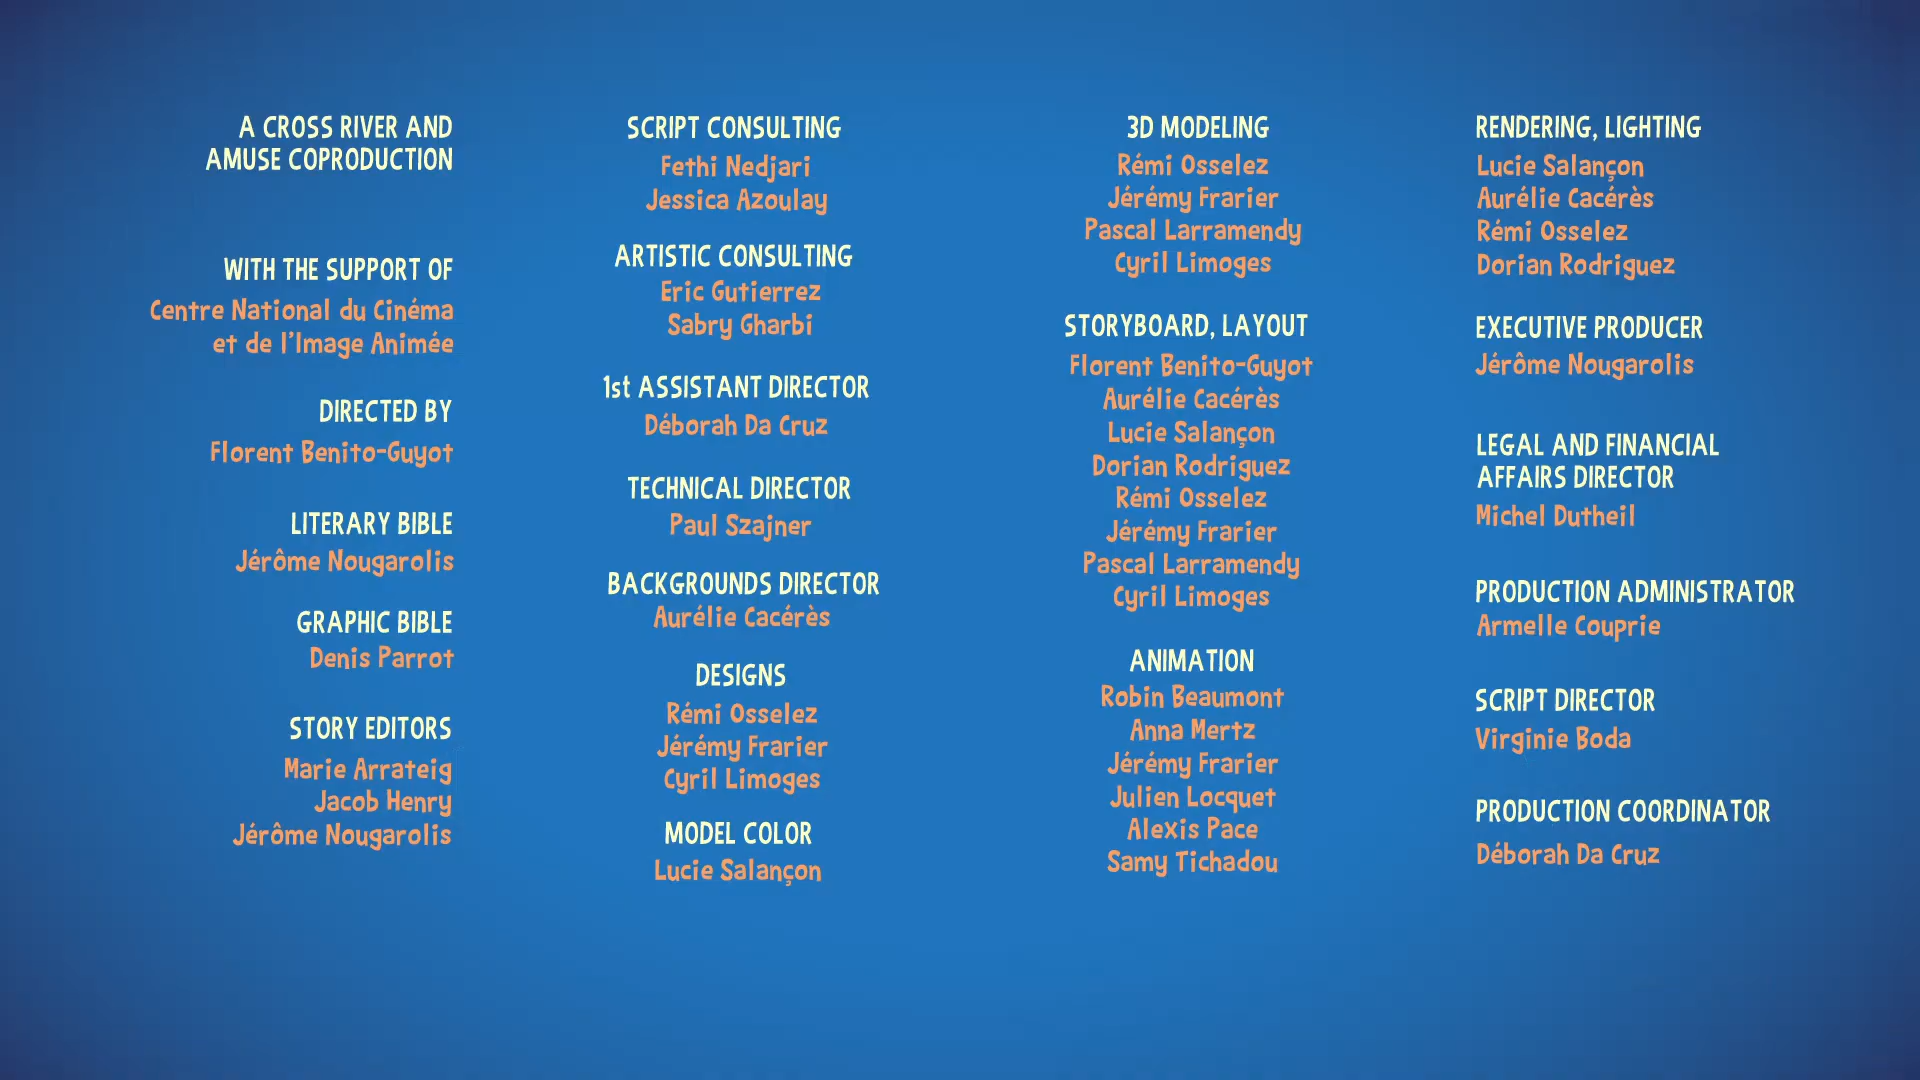 A CROSS RIVER AND
AMUSE COPRODUCTION
WITH THE SUPPORT OF
Centre National du Cinéma
et de l'Image Animée
DIRECTED BY
Florent Benito-Guyot
LITERARY BIBLE
Jérôme Nougarolis
GRAPHIC BIBLE
Denis Parrot
STORY EDITORS
Marie Arrateig
Jacob Henry
Jérôme Nougarolis
SCRIPT CONSULTING
Fethi Nedjari
Jessica Azoulay
ARTISTIC CONSULTING
Eric Gutierrez
Sabry Gharbi
1st ASSISTANT DIRECTOR
Déborah Da Cruz
TECHNICAL DIRECTOR
Paul Szajner
BACKGROUNDS DIRECTOR
Aurélie Cacérès
DESIGNS
Rémi Osselez
Jérémy Frarier
Cyril Limoges
MODEL COLOR
Lucie Salançon
3D MODELING
Rémi Osselez
Jérémy Frarier
Pascal Larramendy
Cyril Limoges
STORYBOARD, LAYOUT
Florent Benito-Guyot
Aurélie Cacérès
Lucie Salançon
Dorian Rodriguez
Rémi Osselez
Jérémy Frarier
Pascal Larramendy
Cyril Limoges
ANIMATION
Robin Beaumont
Anna Mertz
Jérémy Frarier
Julien Locquet
Alexis Pace
Samy Tichadou
RENDERING, LIGHTING
Lucie Salançon
Aurélie Cacérès
Rémi Osselez
Dorian Rodriguez
EXECUTIVE PRODUCER
Jérôme Nougarolis
LEGAL AND FINANCIAL
AFFAIRS DIRECTOR
Michel Dutheil
PRODUCTION ADMINISTRATOR
Armelle Couprie
SCRIPT DIRECTOR
Virginie Boda
PRODUCTION COORDINATOR
Déborah Da Cruz